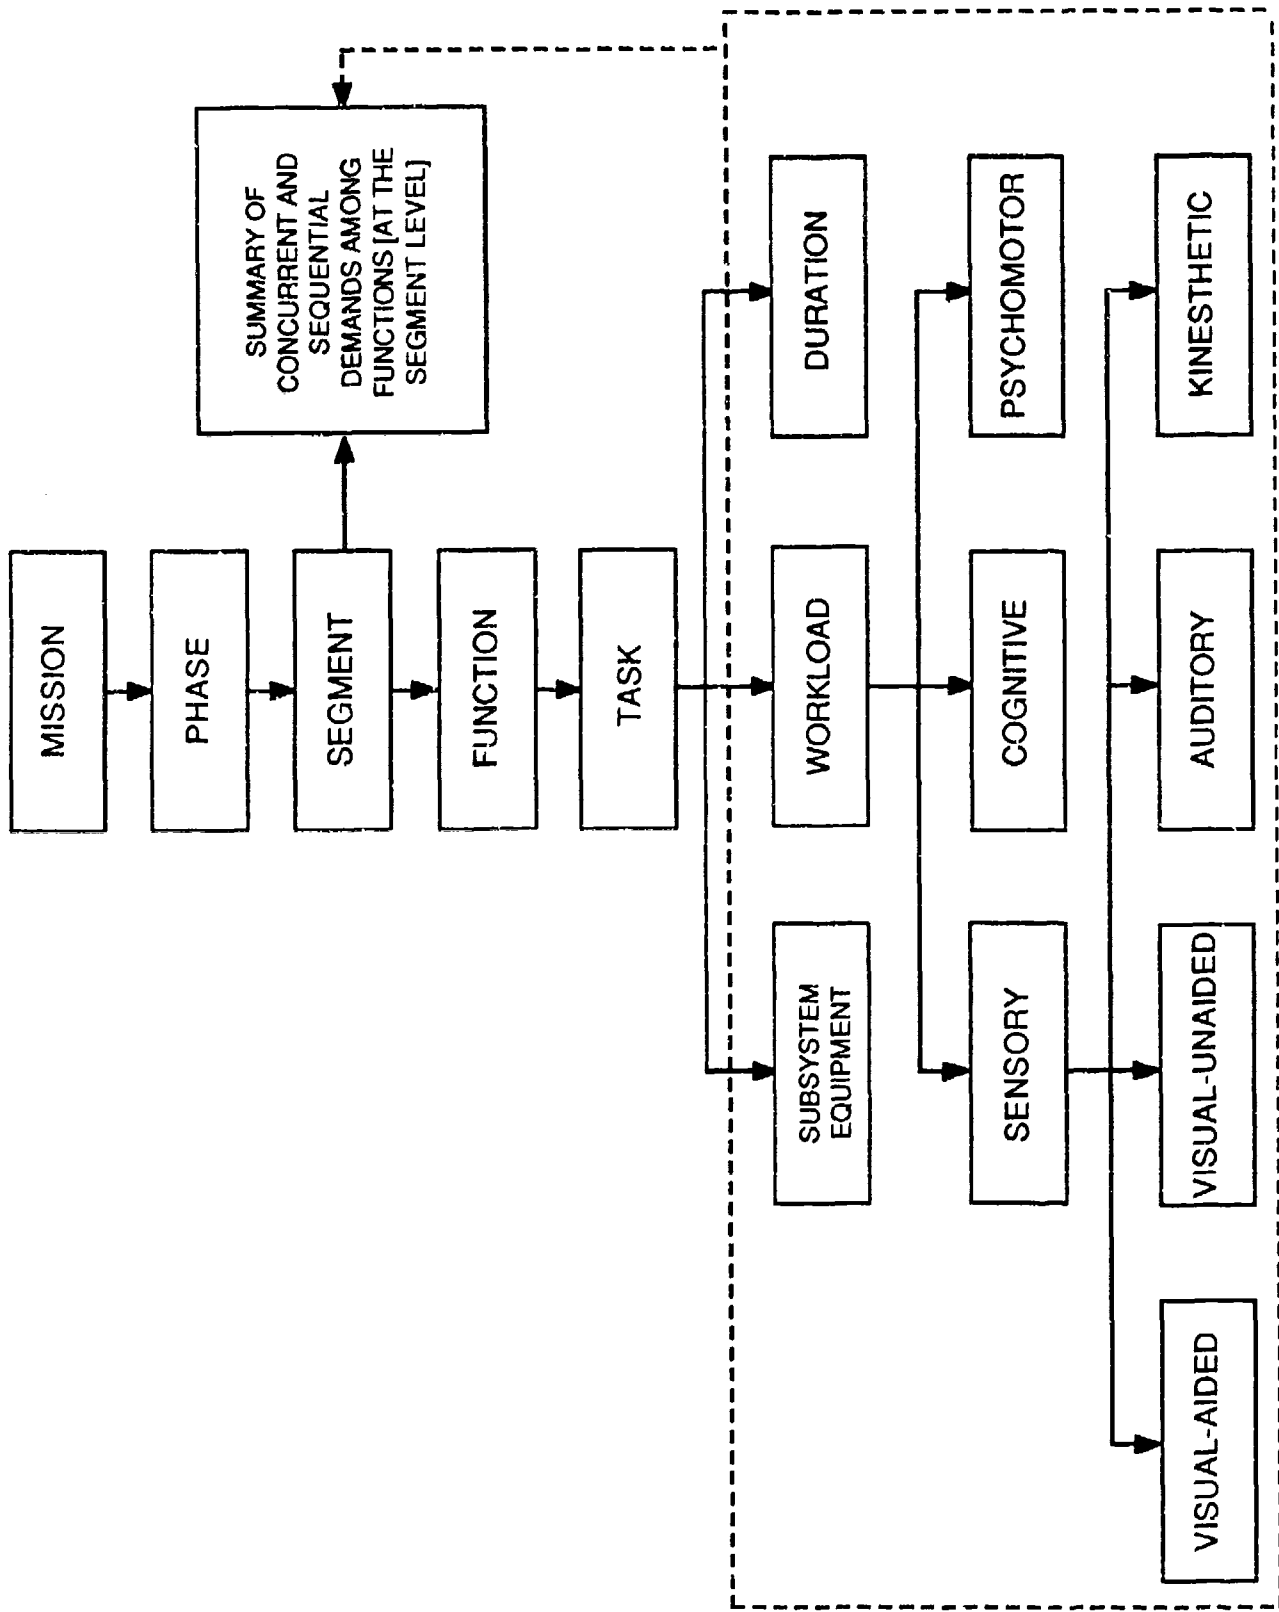 MISSION
PHASE
SEGMENT
SUMMARY OF
CONCURRENT AND
SEQUENTIAL
DEMANDS AMONG
FUNCTIONS [AT THE
SEGMENT LEVEL]
FUNCTION
TASK
SUBSYSTEM
EQUIPMENT
WORKLOAD
DURATION
SENSORY
COGNITIVE
PSYCHOMOTOR
VISUAL-AIDED
VISUAL-UNAIDED
AUDITORY
KINESTHETIC